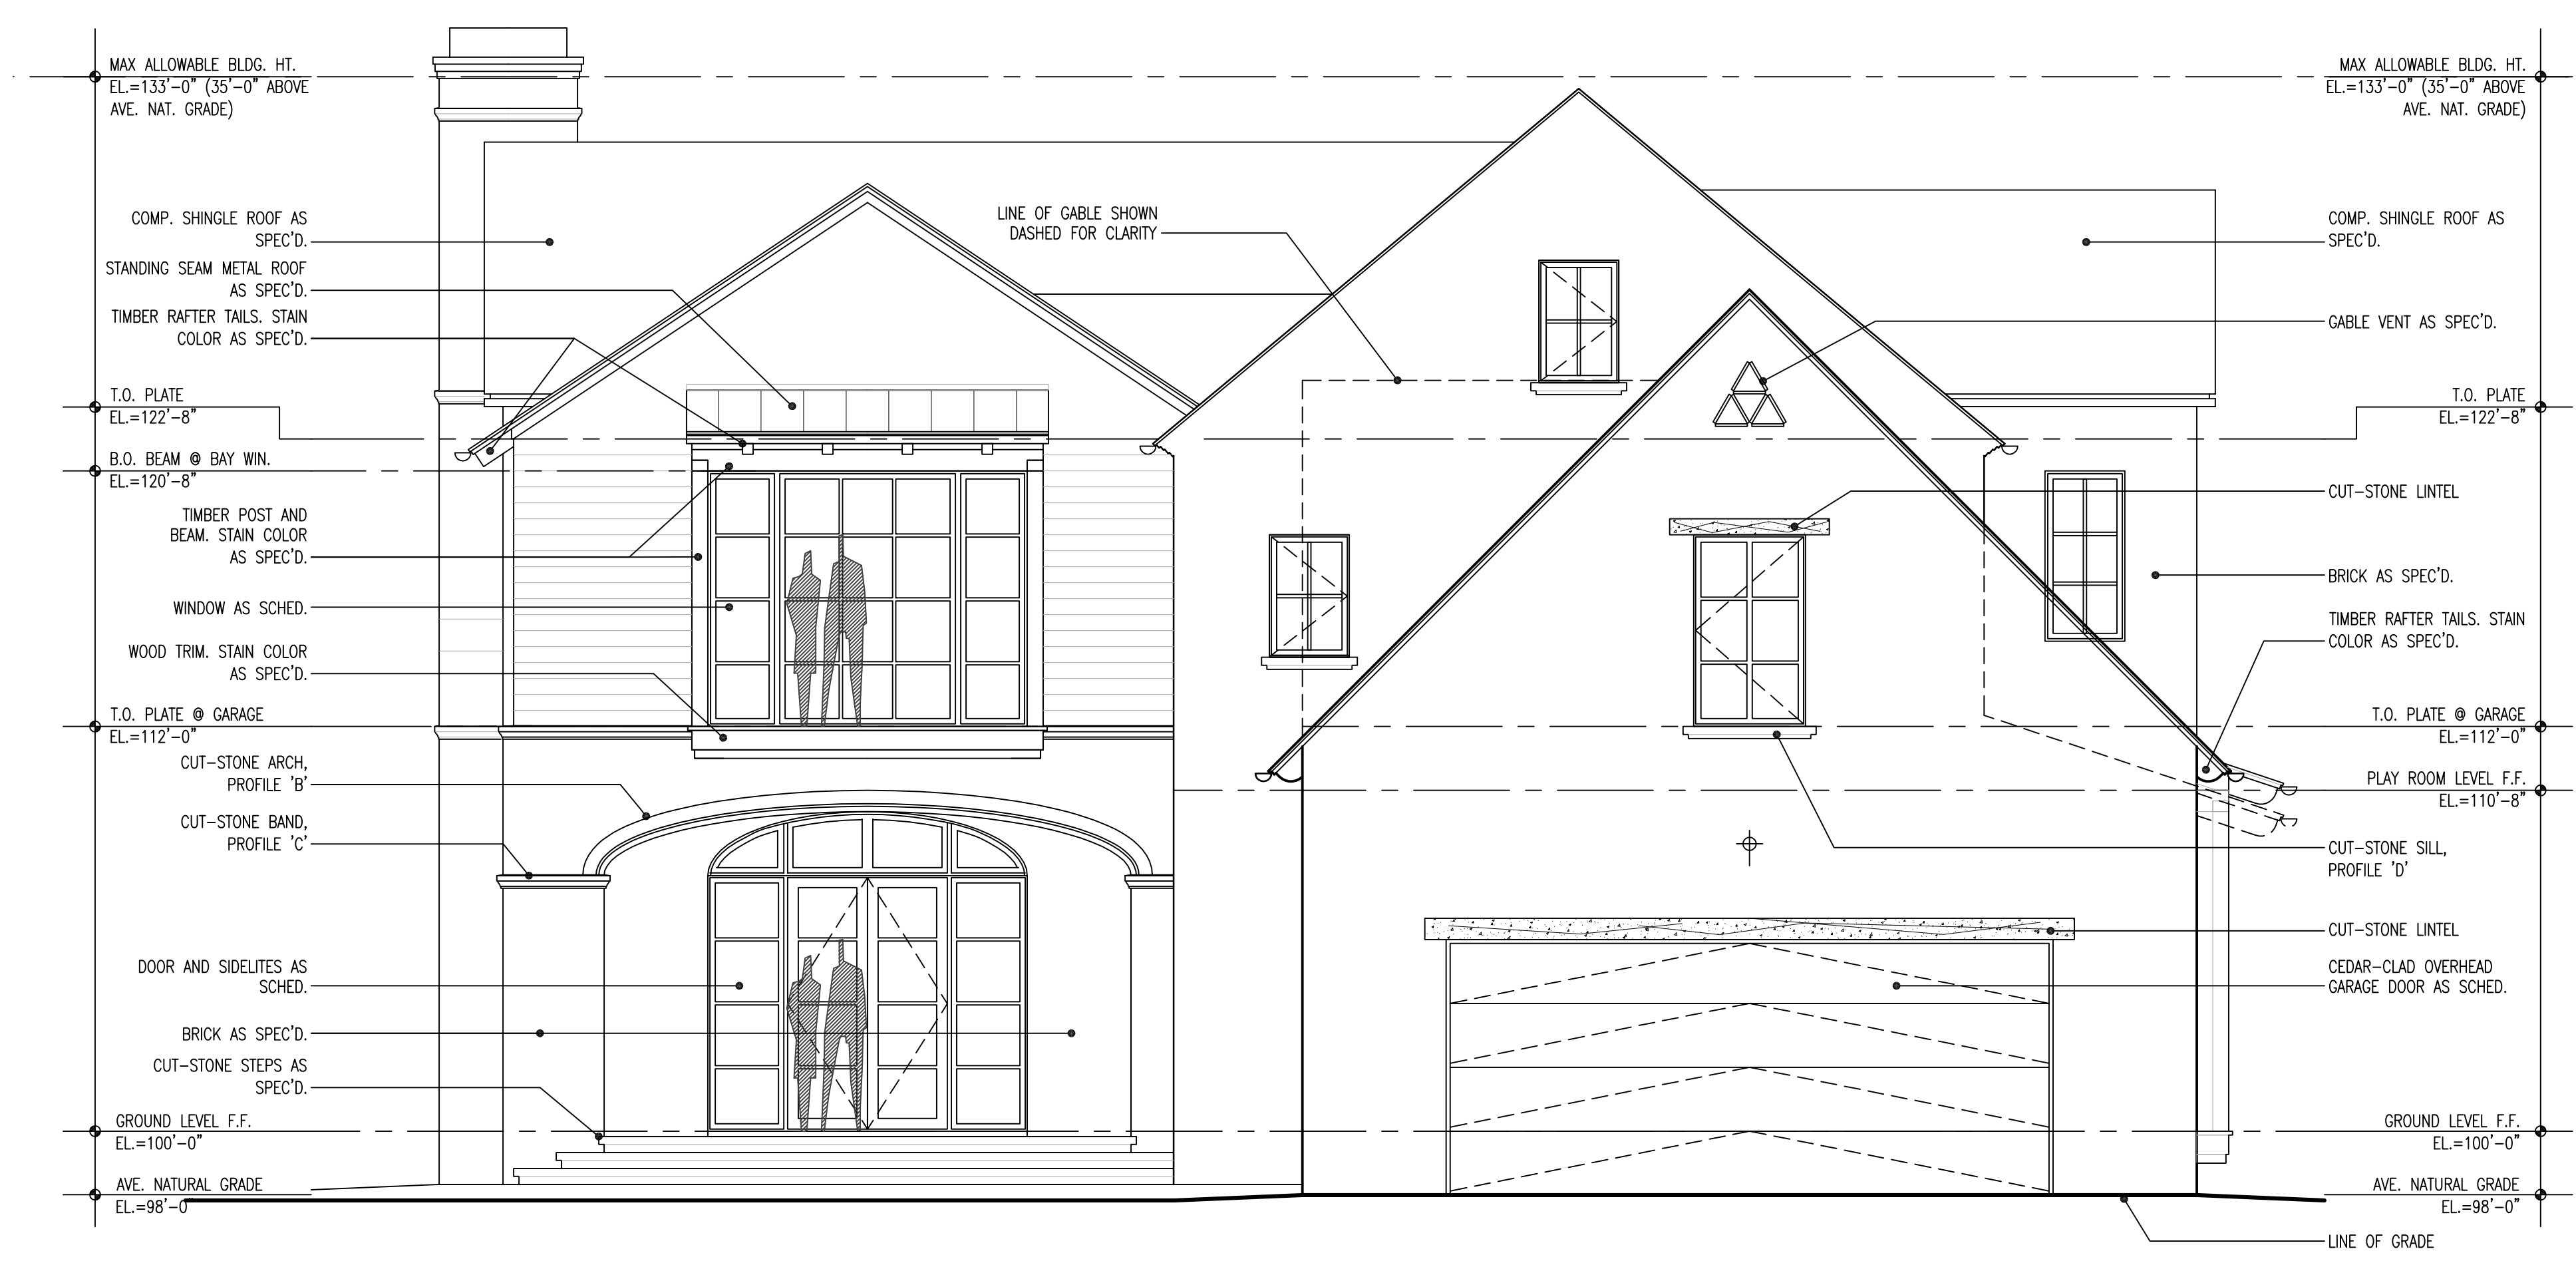 MAX ALLOWABLE BLDG. HT.
EL.=133'-0" (35'-0" ABOVE
AVE. NAT. GRADE)
COMP. SHINGLE ROOF AS
SPEC'D.
STANDING SEAM METAL ROOF
AS SPEC'D.
TIMBER RAFTER TAILS. STAIN
COLOR AS SPEC'D.
T.O. PLATE
EL.=122'-8"
B.O. BEAM @ BAY WIN.
EL.=120'-8"
TIMBER POST AND
BEAM. STAIN COLOR
AS SPEC'D.
WINDOW AS SCHED.
WOOD TRIM. STAIN COLOR
AS SPEC'D.
T.O. PLATE @ GARAGE
EL.=112'-0"
CUT-STONE ARCH,
PROFILE 'B'
CUT-STONE BAND,
PROFILE 'C'
DOOR AND SIDELITES AS
SCHED.
BRICK AS SPEC'D.
CUT-STONE STEPS AS
SPEC'D.
GROUND LEVEL F.F.
EL.=100'-0"
AVE. NATURAL GRADE
EL.=98'-0"
LINE OF GABLE SHOWN
DASHED FOR CLARITY
MAX ALLOWABLE BLDG. HT.
EL.=133'-0" (35'-0" ABOVE
AVE. NAT. GRADE)
COMP. SHINGLE ROOF AS
SPEC'D.
GABLE VENT AS SPEC'D.
T.O. PLATE
EL.=122'-8"
CUT-STONE LINTEL
BRICK AS SPEC'D.
TIMBER RAFTER TAILS. STAIN
COLOR AS SPEC'D.
T.O. PLATE @ GARAGE
EL.=112'-0"
PLAY ROOM LEVEL F.F.
EL.=110'-8"
CUT-STONE SILL,
PROFILE 'D'
CUT-STONE LINTEL
CEDAR-CLAD OVERHEAD
GARAGE DOOR AS SCHED.
GROUND LEVEL F.F.
EL.=100'-0"
AVE. NATURAL GRADE
EL.=98'-0"
LINE OF GRADE